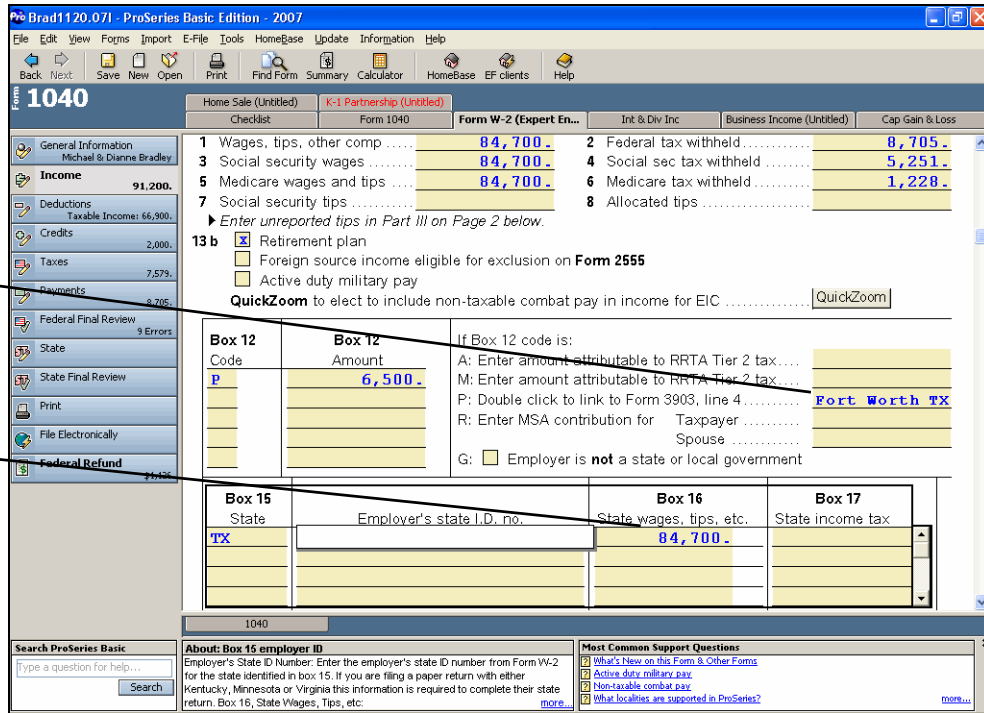 Pro Brad1120.07I - ProSeries Basic Edition - 2007
File Edit View Forms Import E-File Tools HomeBase Update Information Help
Back Next Save New Open Print Find Form Summary Calculator HomeBase EF clients Help
Form 1040
Home Sale (Untitled) K-1 Partnership (Untitled)
Checklist Form 1040 Form W-2 (Expert En... Int & Div Inc Business Income (Untitled) Cap Gain & Loss
General Information
Michael & Dianne Bradley
Income
91,200.
Deductions
Taxable Income: 66,900.
Credits
2,000.
Taxes
7,579.
Payments
8,705.
Federal Final Review
9 Errors
State
State Final Review
Print
File Electronically
Federal Refund
$1,126
1 Wages, tips, other comp ..... 84,700. 2 Federal tax withheld............ 8,705.
3 Social security wages ........ 84,700. 4 Social sec tax withheld ........ 5,251.
5 Medicare wages and tips .... 84,700. 6 Medicare tax withheld .......... 1,228.
7 Social security tips ............ 8 Allocated tips ...................
Enter unreported tips in Part III on Page 2 below.
13 b X Retirement plan
Foreign source income eligible for exclusion on Form 2555
Active duty military pay
QuickZoom to elect to include non-taxable combat pay in income for EIC ............... QuickZoom
Box 12 Box 12 If Box 12 code is:
Code Amount A: Enter amount attributable to RRTA Tier 2 tax....
P 6,500. M: Enter amount attributable to RRTA Tier 2 tax....
P: Double click to link to Form 3903, line 4.......... Fort Worth TX
R: Enter MSA contribution for Taxpayer ..........
Spouse ............
G: Employer is not a state or local government
Box 15 Box 16 Box 17
State Employer's state I.D. no. State wages, tips, etc. State income tax
TX 84,700.
1040
Search ProSeries Basic
Type a question for help...
Search
About: Box 15 employer ID
Employer's State ID Number: Enter the employer's state ID number from Form W-2
for the state identified in box 15. If you are filing a paper return with either
Kentucky, Minnesota or Virginia this information is required to complete their state
return. Box 16, State Wages, Tips, etc: more...
Most Common Support Questions
? What's New on this Form & Other Forms
? Active duty military pay
? Non-taxable combat pay
? What localities are supported in ProSeries? more...